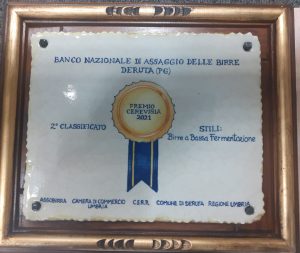 BANCO NAZIONALE DI ASSAGGIO DELLE BIRRE
DERUTA (PG)
PREMIO
CEREVISIA
2021
2° CLASSIFICATO
STILI:
Birre a Bassa Fermentazione
ASSOBIRRA CAMERA DI COMMERCIO C.E.R.B. COMUNE DI DERUTA REGIONE UMBRIA
UMBRIA